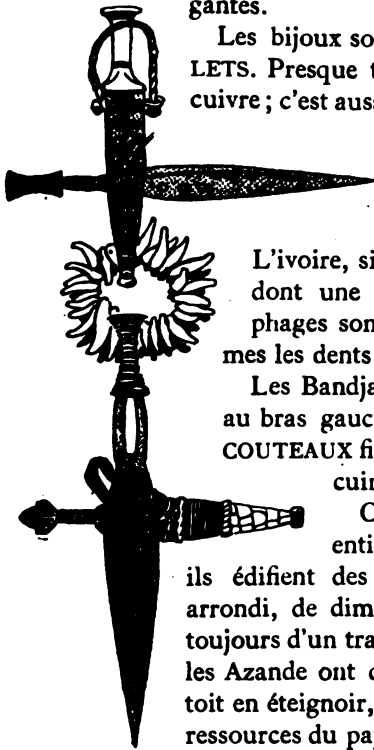 gantes.
Les bijoux so
LETS. Presque t
cuivre ; c'est auss
L'ivoire, si
dont une
phages son
mes les dents
Les Bandja
au bras gauc
COUTEAUX fi
cuir
C
enti
ils édifient des
arrondi, de dim
toujours d'un tra
les Azande ont
toit en éteignoir,
ressources du pa